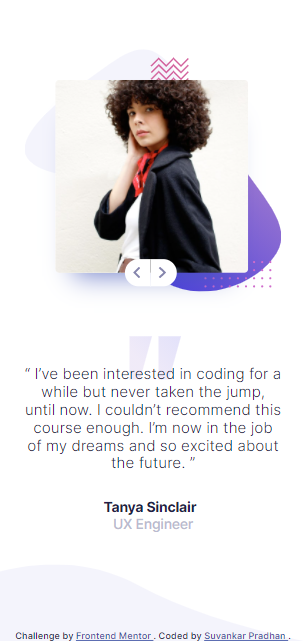 “ I’ve been interested in coding for a
while but never taken the jump,
until now. I couldn’t recommend this
course enough. I’m now in the job
of my dreams and so excited about
the future. ”
Tanya Sinclair
UX Engineer
Challenge by Frontend Mentor . Coded by Suvankar Pradhan .